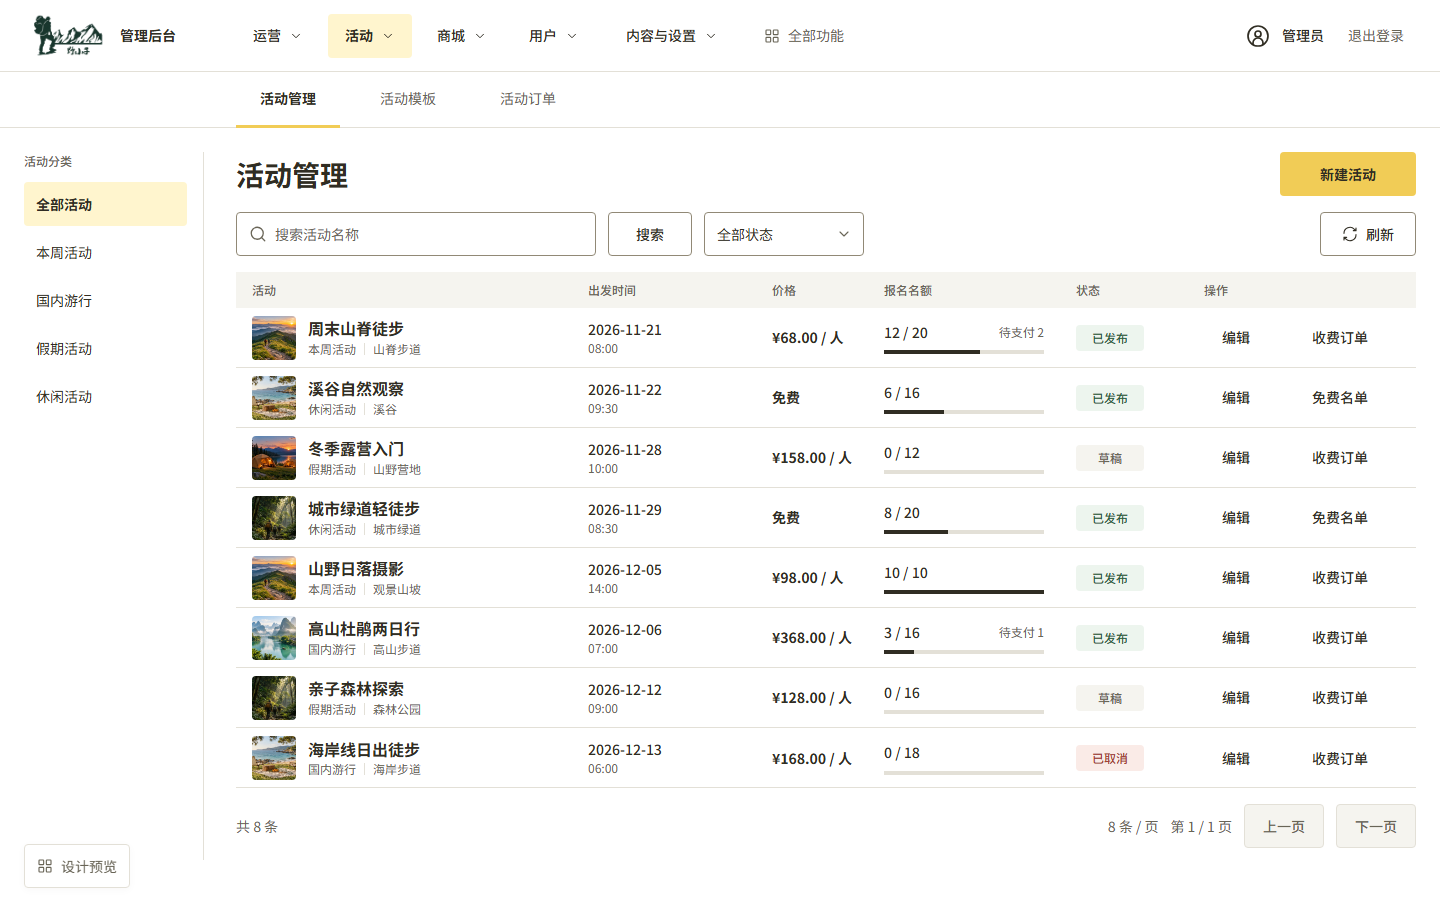 管理后台
运营
活动
商城
用户
内容与设置
全部功能
管理员
退出登录
活动管理
活动模板
活动订单
活动分类
全部活动
本周活动
国内游行
假期活动
休闲活动
活动管理
新建活动
搜索活动名称
搜索
全部状态
刷新
活动 出发时间 价格 报名名额 状态 操作
周末山脊徒步
本周活动 | 山脊步道
2026-11-21
08:00
¥68.00 / 人
12 / 20 待支付 2
已发布
编辑 收费订单
溪谷自然观察
休闲活动 | 溪谷
2026-11-22
09:30
免费
6 / 16
已发布
编辑 免费名单
冬季露营入门
假期活动 | 山野营地
2026-11-28
10:00
¥158.00 / 人
0 / 12
草稿
编辑 收费订单
城市绿道轻徒步
休闲活动 | 城市绿道
2026-11-29
08:30
免费
8 / 20
已发布
编辑 免费名单
山野日落摄影
本周活动 | 观景山坡
2026-12-05
14:00
¥98.00 / 人
10 / 10
已发布
编辑 收费订单
高山杜鹃两日行
国内游行 | 高山步道
2026-12-06
07:00
¥368.00 / 人
3 / 16 待支付 1
已发布
编辑 收费订单
亲子森林探索
假期活动 | 森林公园
2026-12-12
09:00
¥128.00 / 人
0 / 16
草稿
编辑 收费订单
海岸线日出徒步
国内游行 | 海岸步道
2026-12-13
06:00
¥168.00 / 人
0 / 18
已取消
编辑 收费订单
共 8 条
8 条 / 页 第 1 / 1 页
上一页
下一页
设计预览